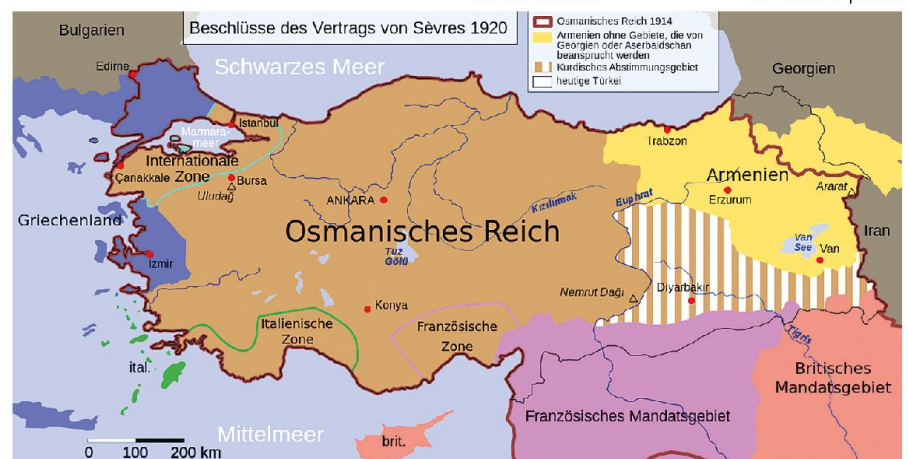 Beschlüsse des Vertrags von Sèvres 1920
Osmanisches Reich 1914
Armenien ohne Gebiete, die von
Georgien oder Aserbaidschan
beansprucht werden
Kurdisches Abstimmungsgebiet
heutige Türkei
Bulgarien
Edirne
Schwarzes Meer
Georgien
Istanbul
Marmara-
meer
Trabzon
Internationale
Zone
Çanakkale
Bursa
Uludağ
ANKARA
Kızılırmak
Euphrat
Armenien
Erzurum
Ararat
Griechenland
Osmanisches Reich
Iran
Van
See
Van
Izmir
Tuz
Gölü
Nemrut Dağı
Diyarbakır
Konya
Italienische
Zone
Französische
Zone
Tigris
ital.
Britisches
Mandatsgebiet
Französisches Mandatsgebiet
Mittelmeer
brit.
0 100 200 km